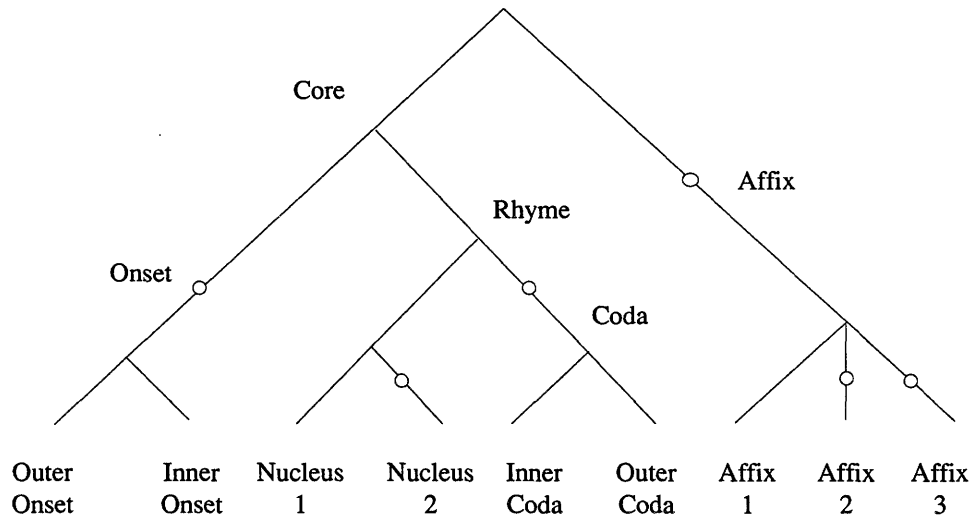 Core
Affix
Rhyme
Onset
Coda
Outer Inner Nucleus Nucleus Inner Outer Affix Affix Affix
Onset Onset 1 2 Coda Coda 1 2 3